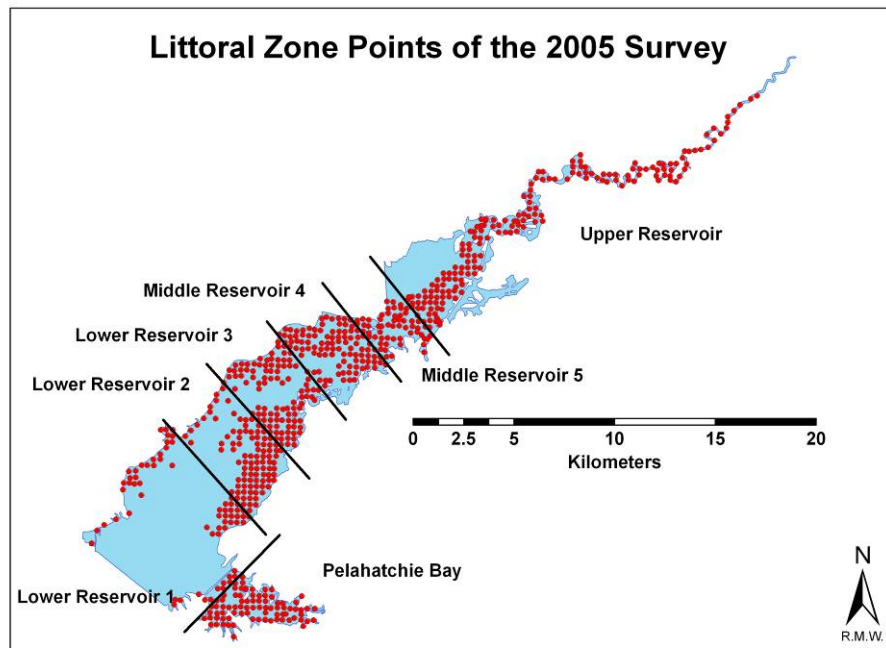 Littoral Zone Points of the 2005 Survey
Upper Reservoir
Middle Reservoir 4
Lower Reservoir 3
Lower Reservoir 2
Middle Reservoir 5
0 2.5 5 10 15 20
Kilometers
Pelahatchie Bay
Lower Reservoir 1
N
R.M.W.